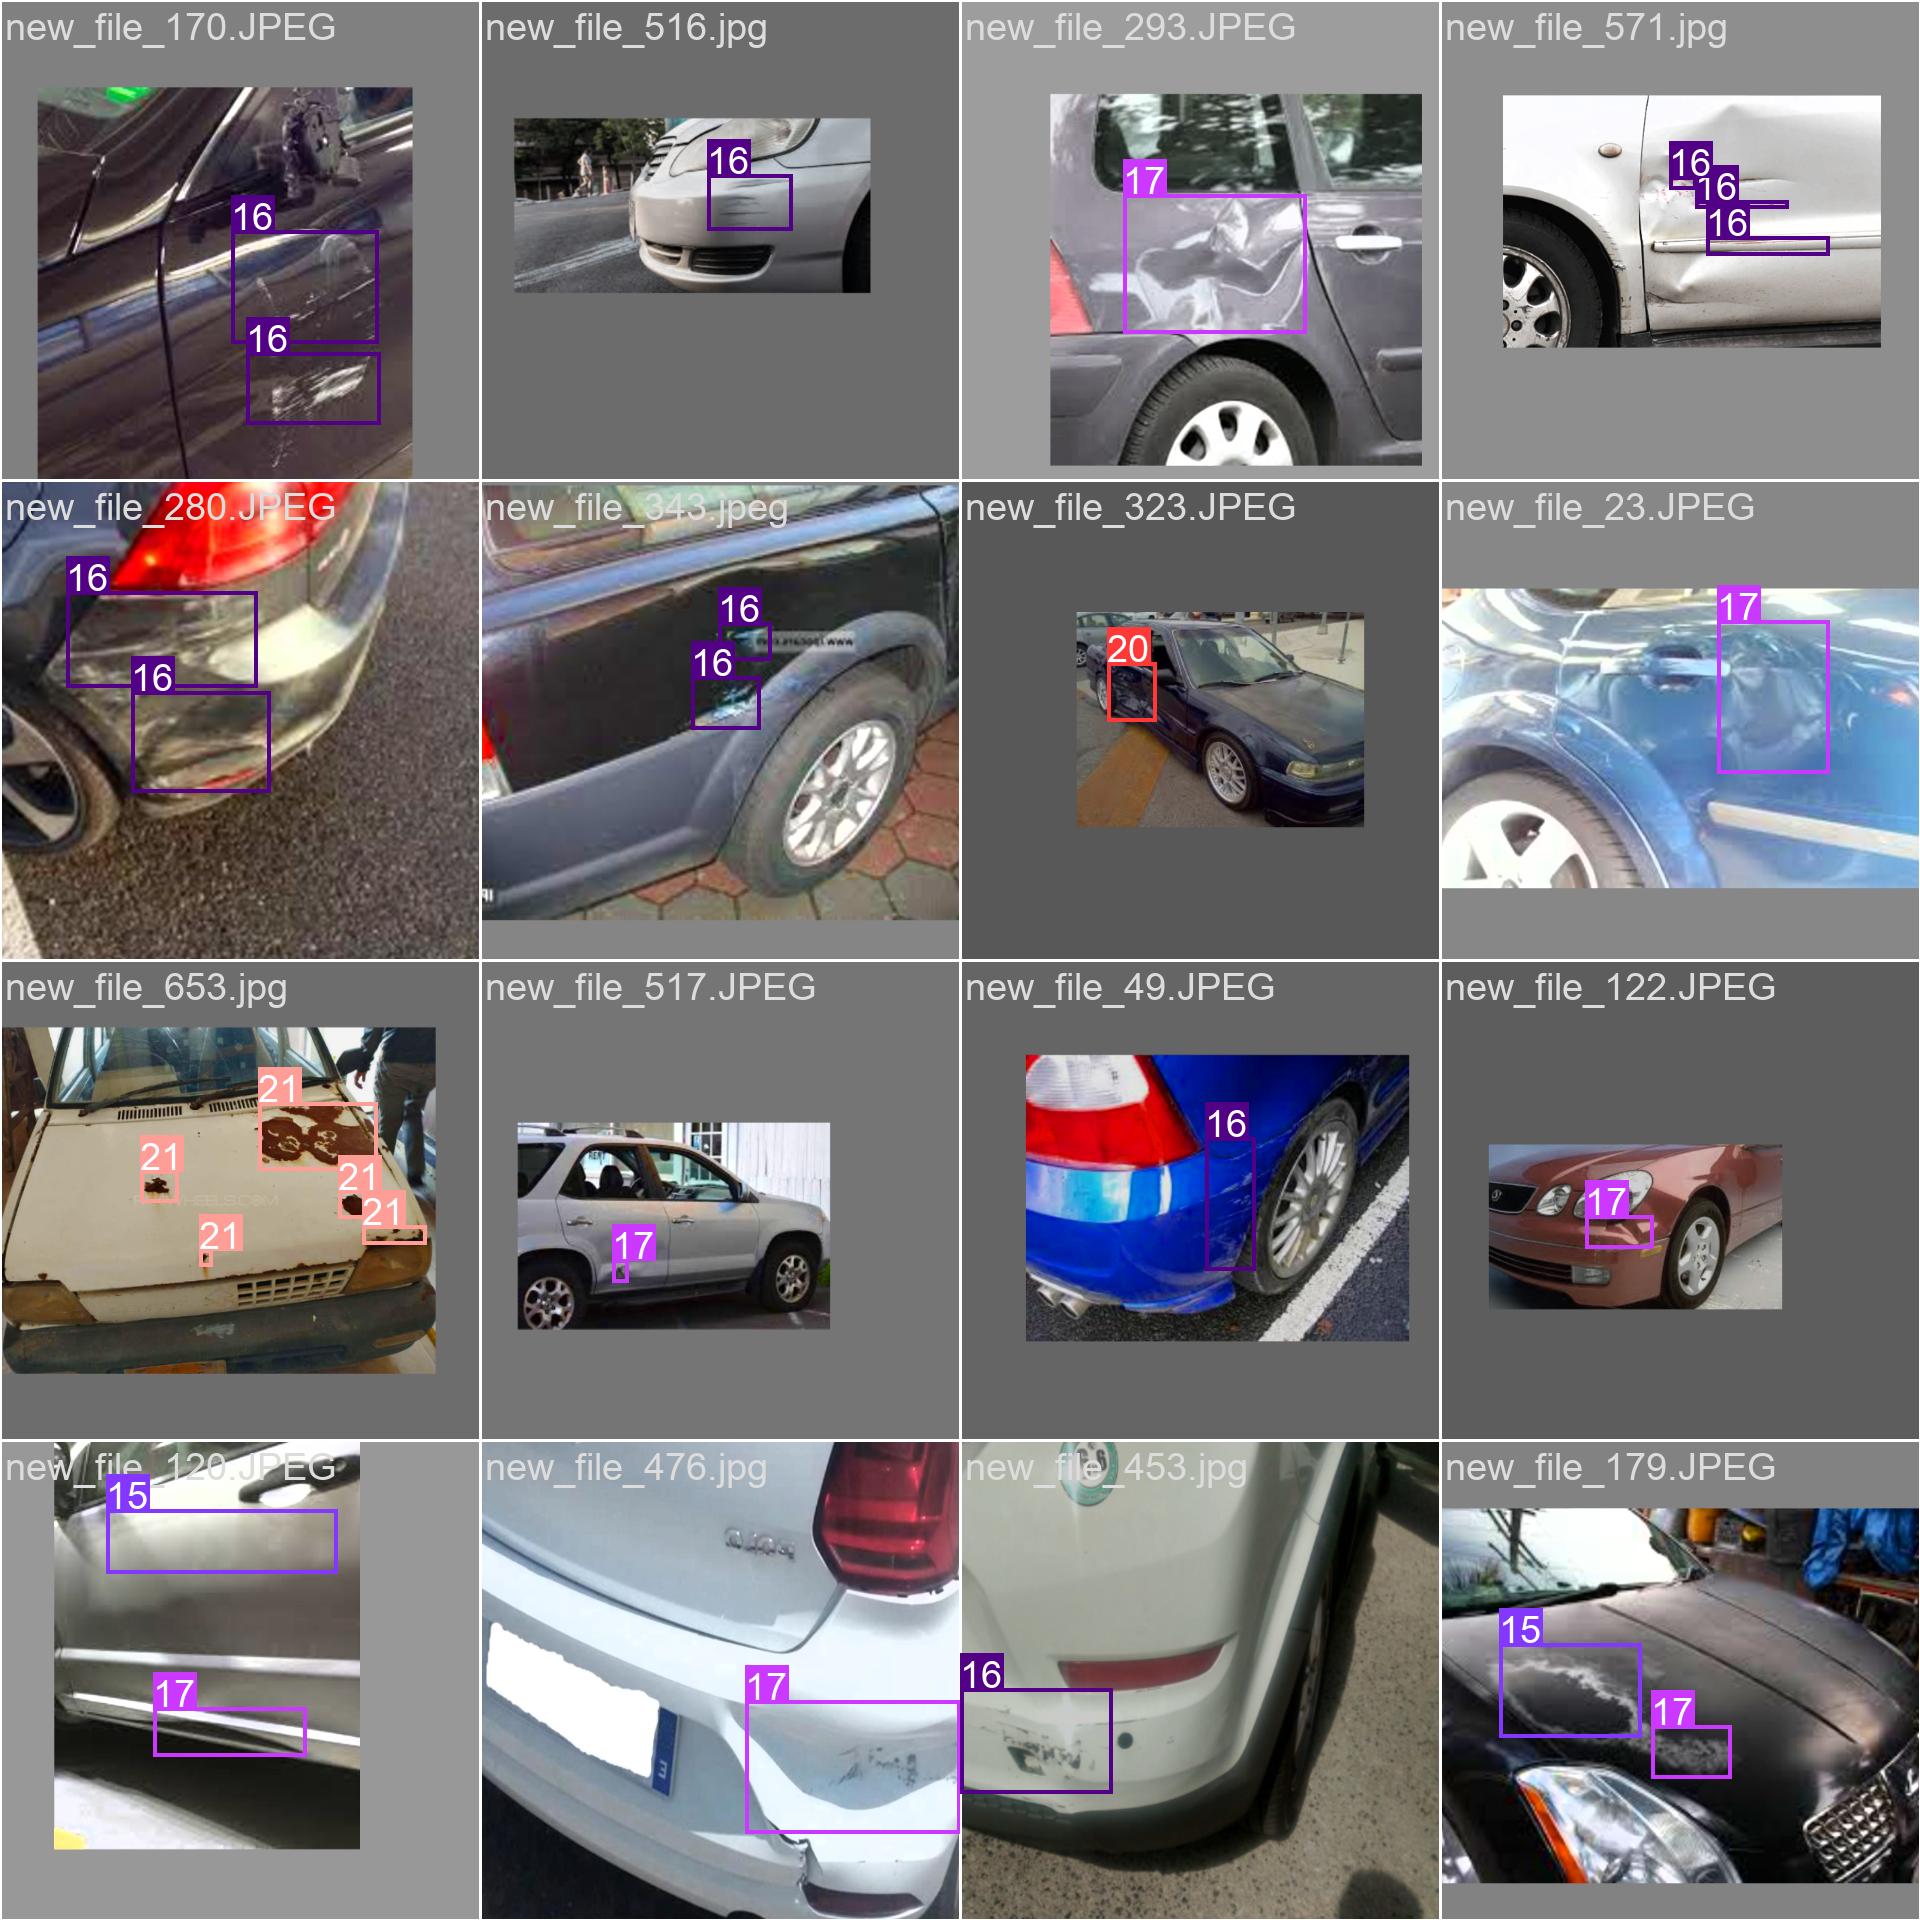 new_file_170.JPEG
16
16
new_file_516.jpg
16
new_file_293.JPEG
17
new_file_571.jpg
16
16
16
new_file_280.JPEG
16
16
new_file_343.jpeg
16
16
new_file_323.JPEG
20
new_file_23.JPEG
17
new_file_653.jpg
21
21
21
21
21
new_file_517.JPEG
17
new_file_49.JPEG
16
new_file_122.JPEG
17
new_file_120.JPEG
15
17
new_file_476.jpg
17
new_file_453.jpg
16
new_file_179.JPEG
15
17